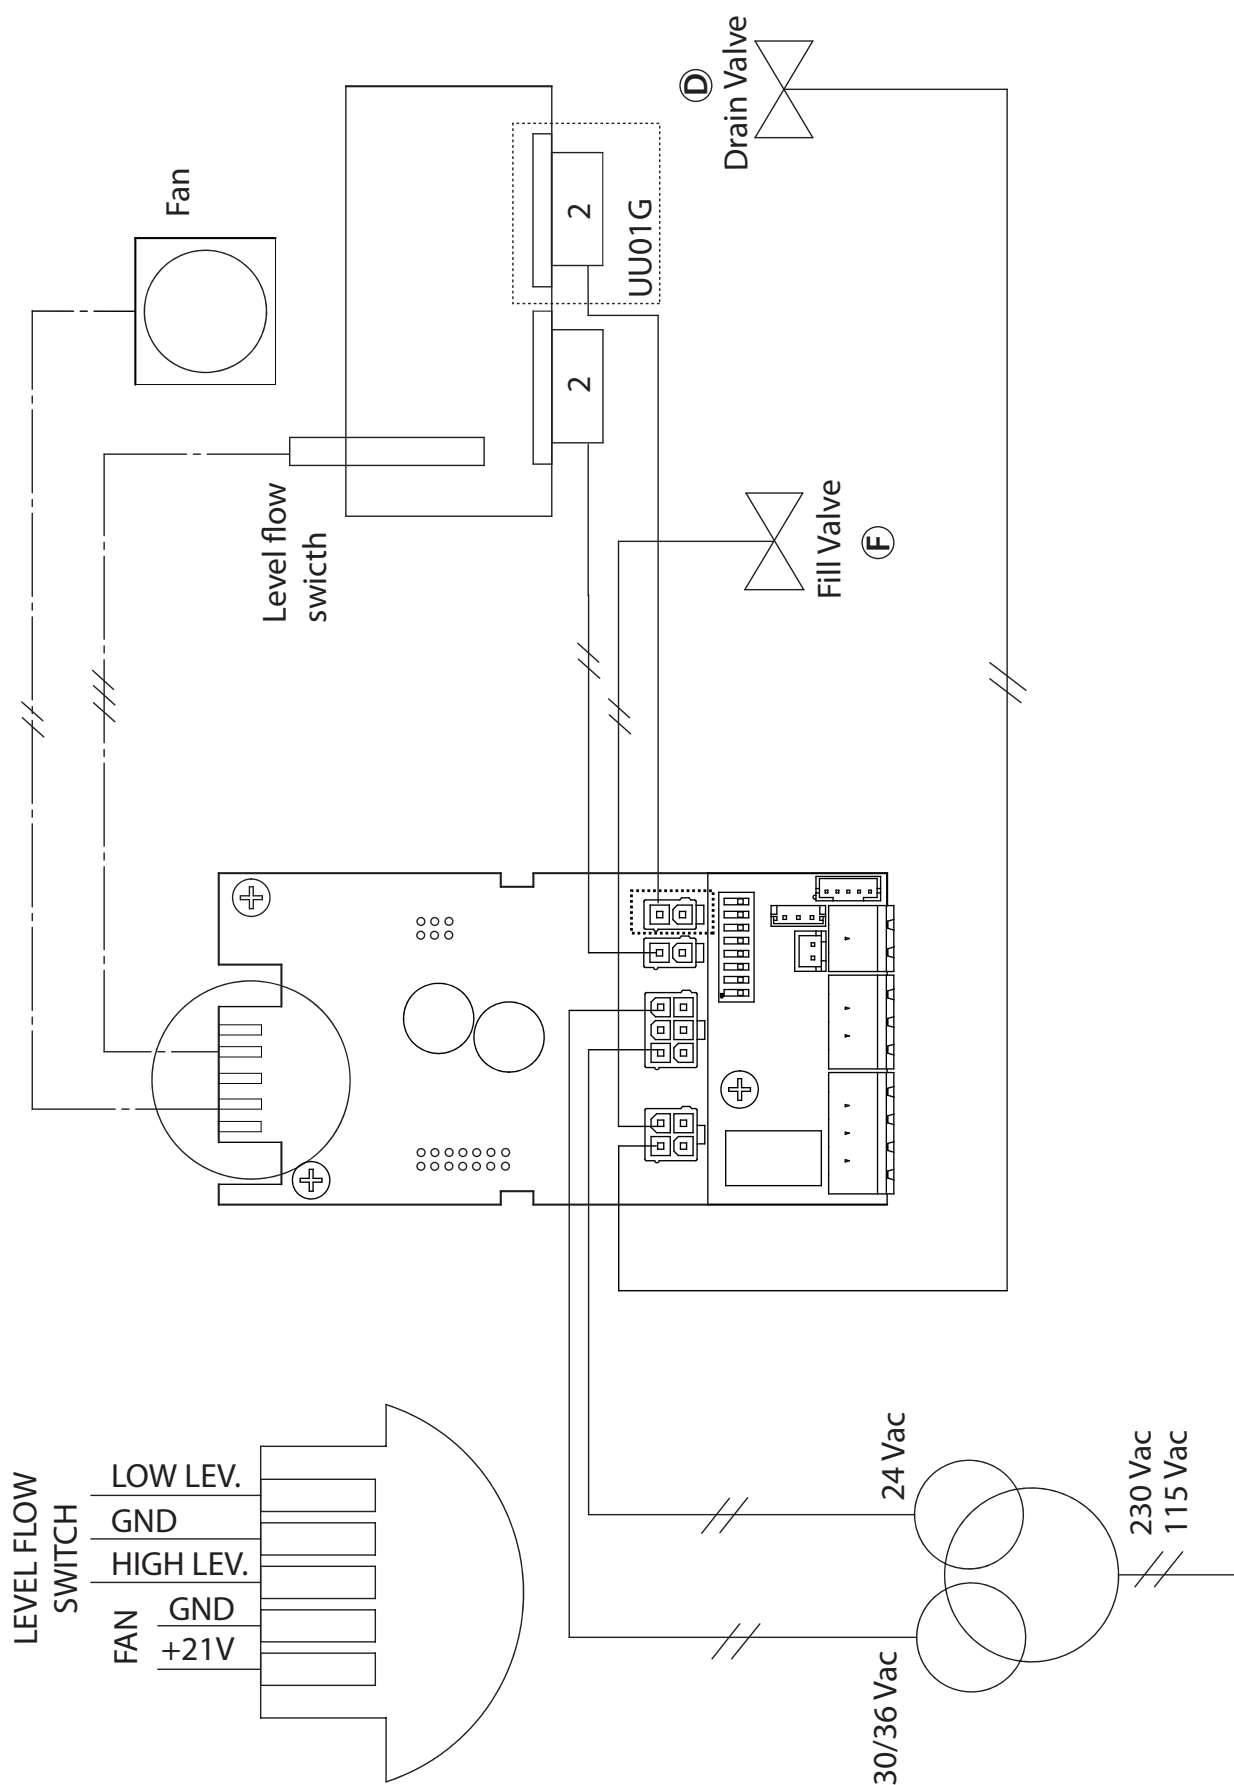 LEVEL FLOW
SWITCH
LOW LEV.
GND
HIGH LEV.
FAN
GND
+21V
Fan
Level flow
swicth
2
2
UU01G
D
Drain Valve
Fill Valve
F
24 Vac
30/36 Vac
230 Vac
115 Vac